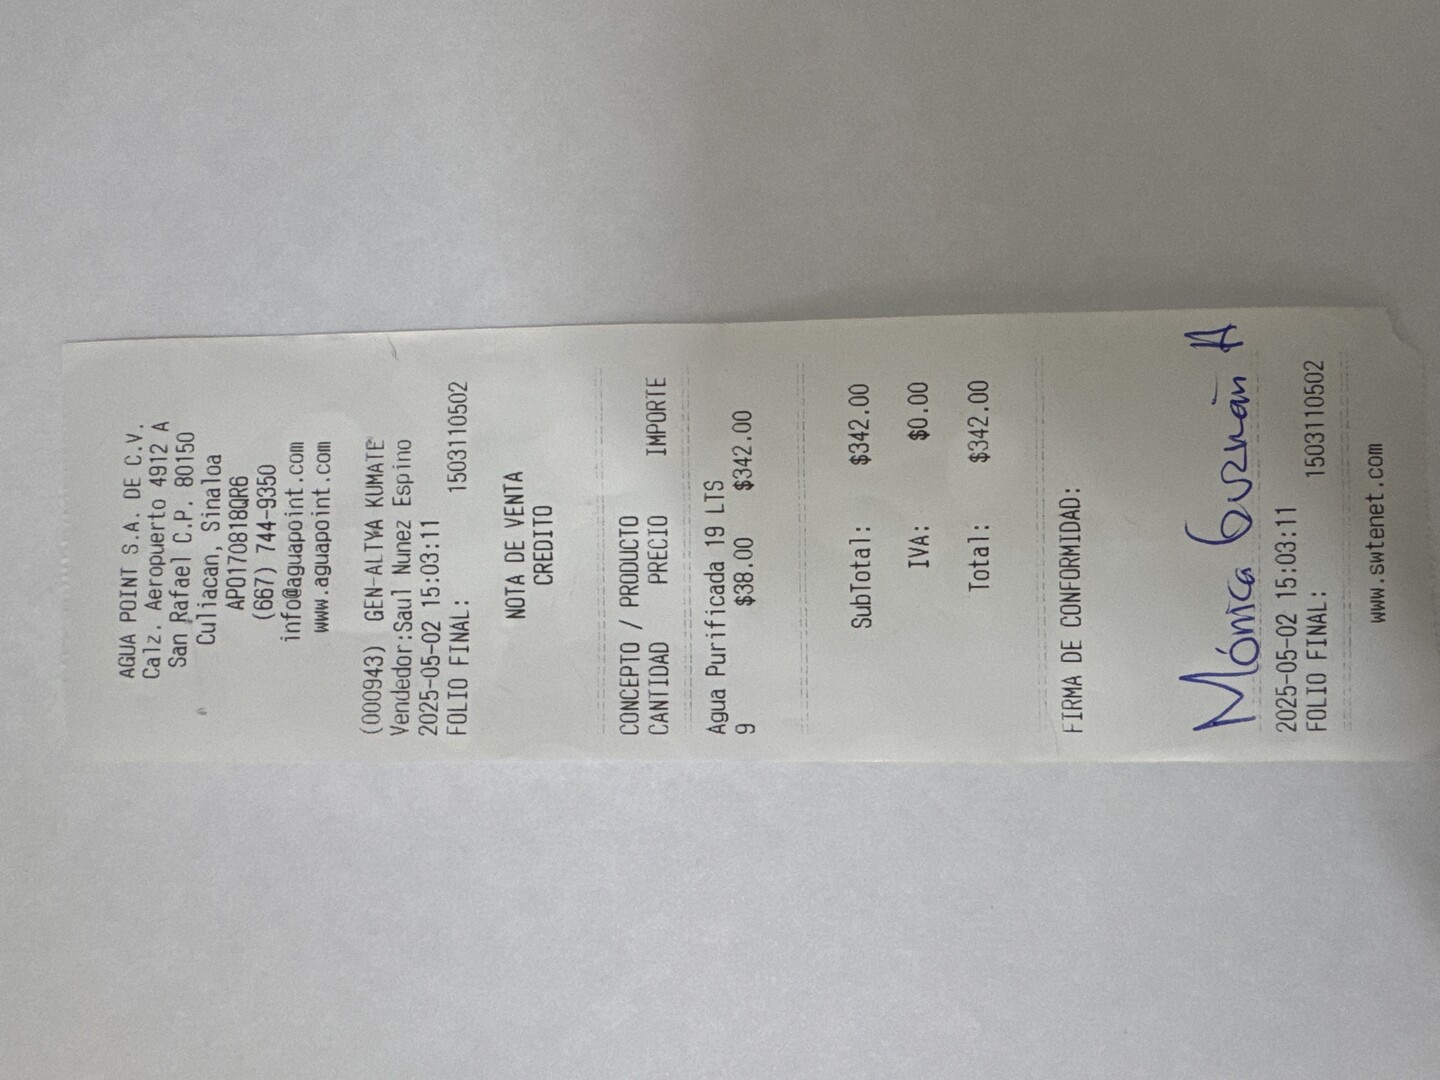 AGUA POINT S.A. DE C.V.
Calz. Aeropuerto 4912 A
San Rafael C.P. 80150
Culiacan, Sinaloa
APO170818QR6
(667) 744-9350
info@aguapoint.com
www.aguapoint.com
(000943) GEN-ALTYA KUMATE
Vendedor:Saul Nunez Espino
2025-05-02 15:03:11
FOLIO FINAL: 1503110502
NOTA DE VENTA
CREDITO
CONCEPTO / PRODUCTO
CANTIDAD PRECIO IMPORTE
Agua Purificada 19 LTS
9 $38.00 $342.00
SubTotal: $342.00
IVA: $0.00
Total: $342.00
FIRMA DE CONFORMIDAD:
Mónica Guzmán A
2025-05-02 15:03:11
FOLIO FINAL: 1503110502
www.swtenet.com